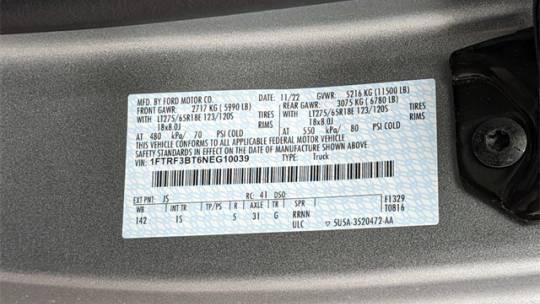 MFD. BY FORD MOTOR CO. DATE: 11/22 GVWR: 5216 KG (11500 LB)
FRONT GAWR: 2717 KG (5990 LB) REAR GAWR: 3075 KG (6780 LB)
WITH LT275/65R18E 123/120S TIRES WITH LT275/65R18E 123/120S TIRES
18x8.0J RIMS 18x8.0J RIMS
AT 480 kPa/ 70 PSI COLD AT 550 kPa/ 80 PSI COLD
THIS VEHICLE CONFORMS TO ALL APPLICABLE FEDERAL MOTOR VEHICLE
SAFETY STANDARDS IN EFFECT ON THE DATE OF MANUFACTURE SHOWN ABOVE.
VIN: 1FTRF3BT6NEG10039 TYPE: Truck
EXT PNT: JS RC: 41 DSO: F1329
WB INT TR TP/PS R AXLE TR SPR T0816
142 IS 5 31 G RRNN
ULC 5U5A-3520472-AA